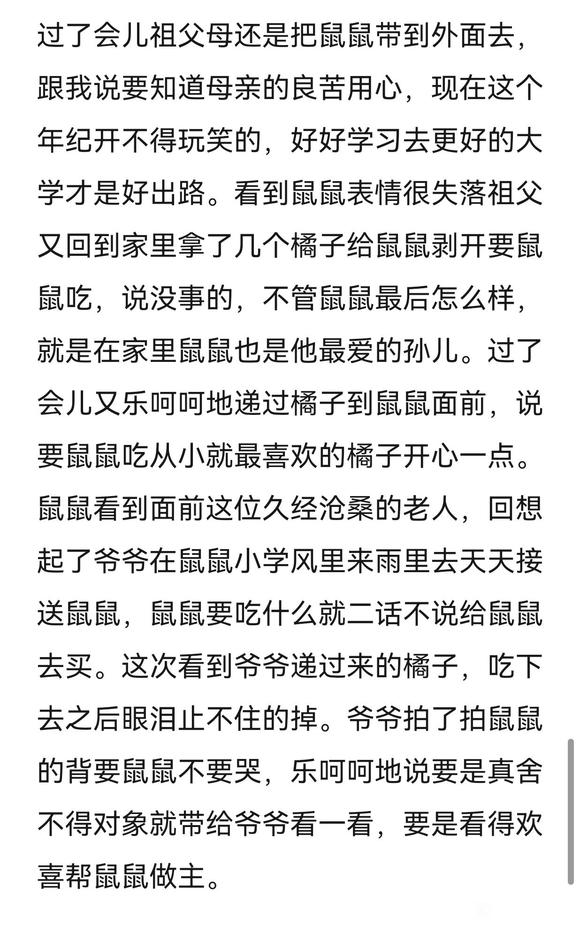 过了会儿祖父母还是把鼠鼠带到外面去，
跟我说要知道母亲的良苦用心，现在这个
年纪开不得玩笑的，好好学习去更好的大
学才是好出路。看到鼠鼠表情很失落祖父
又回到家里拿了几个橘子给鼠鼠剥开要鼠
鼠吃，说没事的，不管鼠鼠最后怎么样，
就是在家里鼠鼠也是他最爱的孙儿。过了
会儿又乐呵呵地递过橘子到鼠鼠面前，说
要鼠鼠吃从小就最喜欢的橘子开心一点。
鼠鼠看到面前这位久经沧桑的老人，回想
起了爷爷在鼠鼠小学风里来雨里去天天接
送鼠鼠，鼠鼠要吃什么就二话不说给鼠鼠
去买。这次看到爷爷递过来的橘子，吃下
去之后眼泪止不住的掉。爷爷拍了拍鼠鼠
的背要鼠鼠不要哭，乐呵呵地说要是真舍
不得对象就带给爷爷看一看，要是看得欢
喜帮鼠鼠做主。